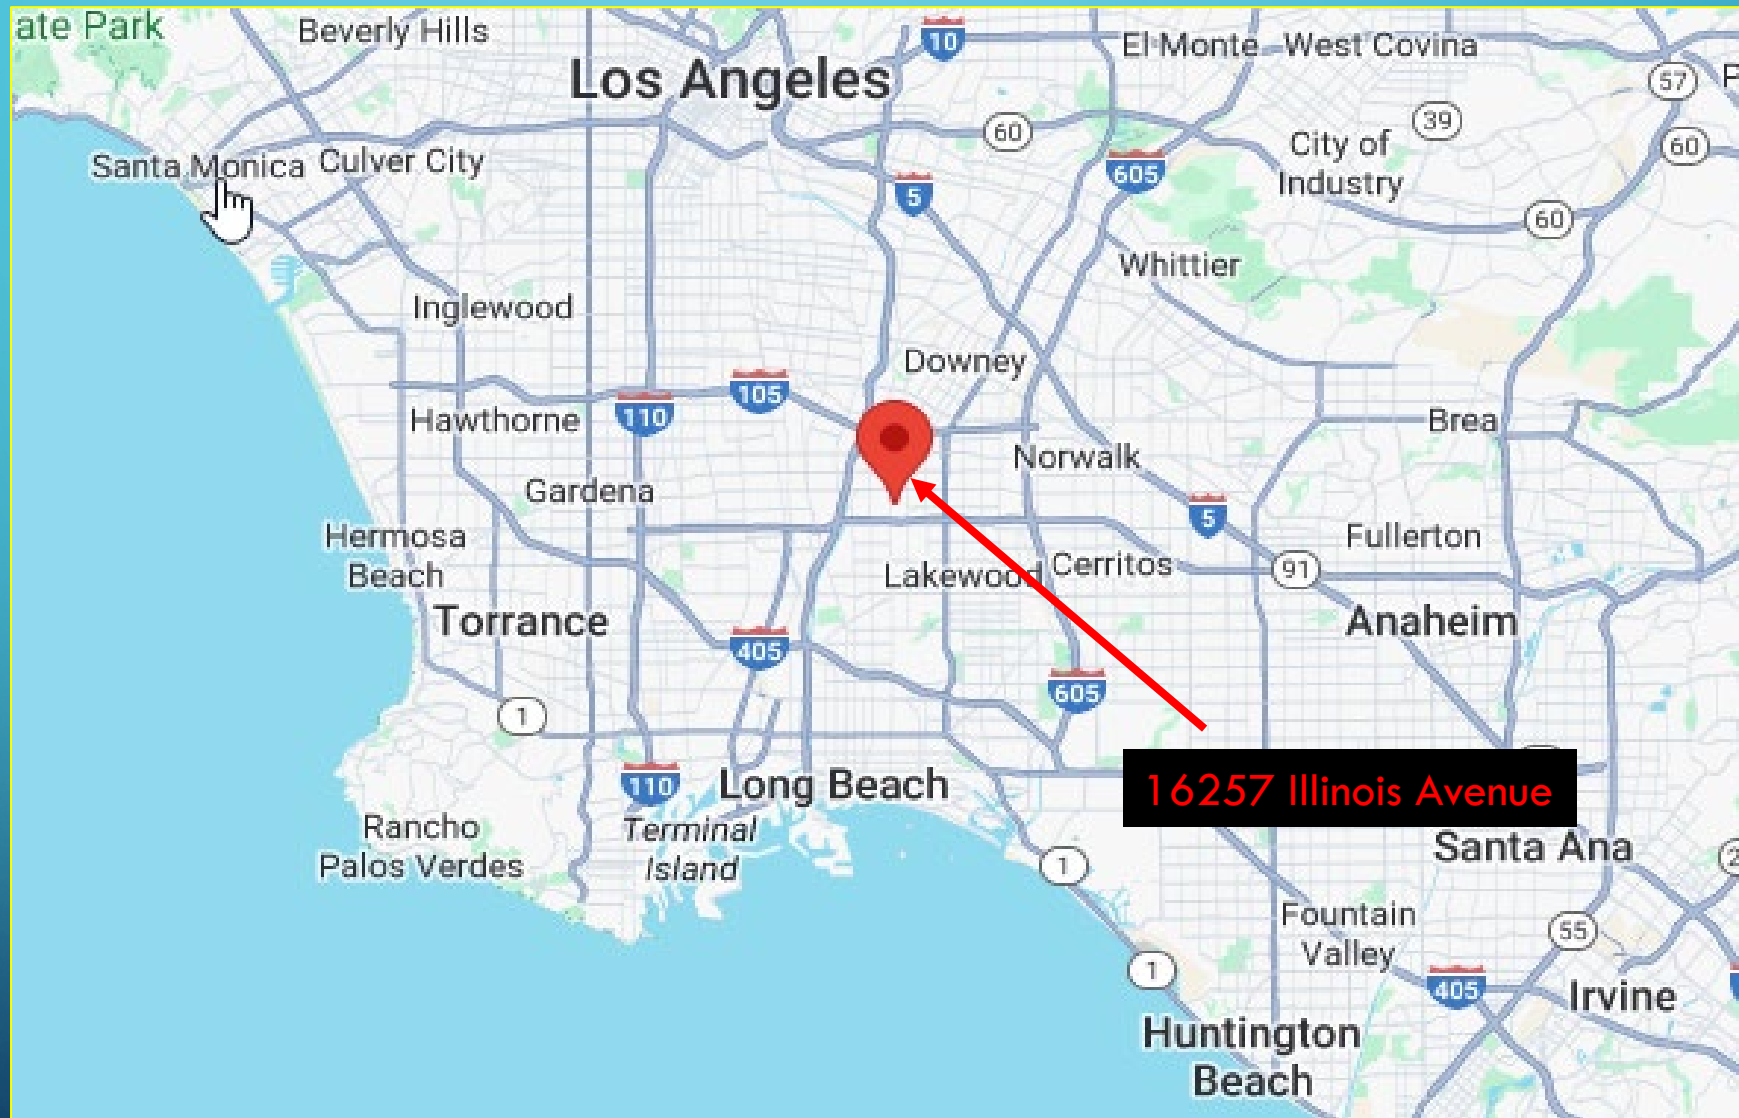 ate Park
Beverly Hills
10
El Monte
West Covina
Los Angeles
57
P
39
60
City of
Industry
60
Santa Monica
Culver City
605
5
60
Whittier
Inglewood
Downey
105
110
Hawthorne
Brea
Norwalk
Gardena
5
Hermosa
Beach
Fullerton
Lakewood
Cerritos
91
Torrance
Anaheim
405
605
1
110
Long Beach
16257 Illinois Avenue
Rancho
Palos Verdes
Terminal
Island
Santa Ana
1
2
Fountain
Valley
55
1
405
Irvine
Huntington
Beach